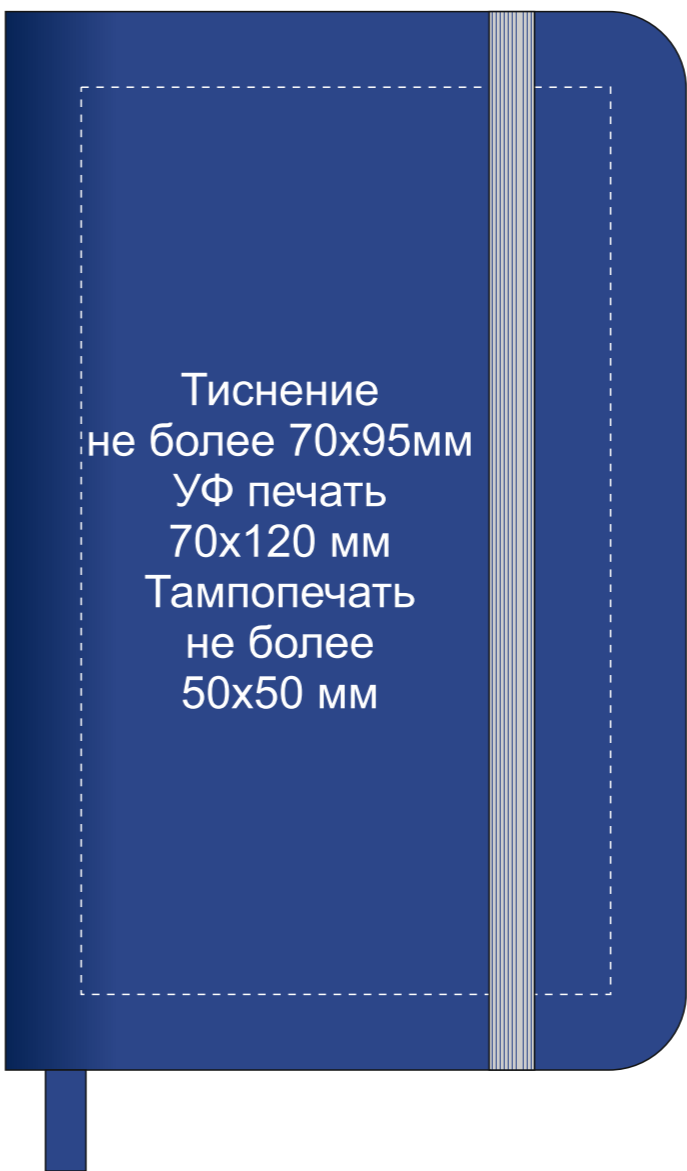 Тиснение
не более 70х95мм
УФ печать
70х120 мм
Тампопечать
не более
50х50 мм